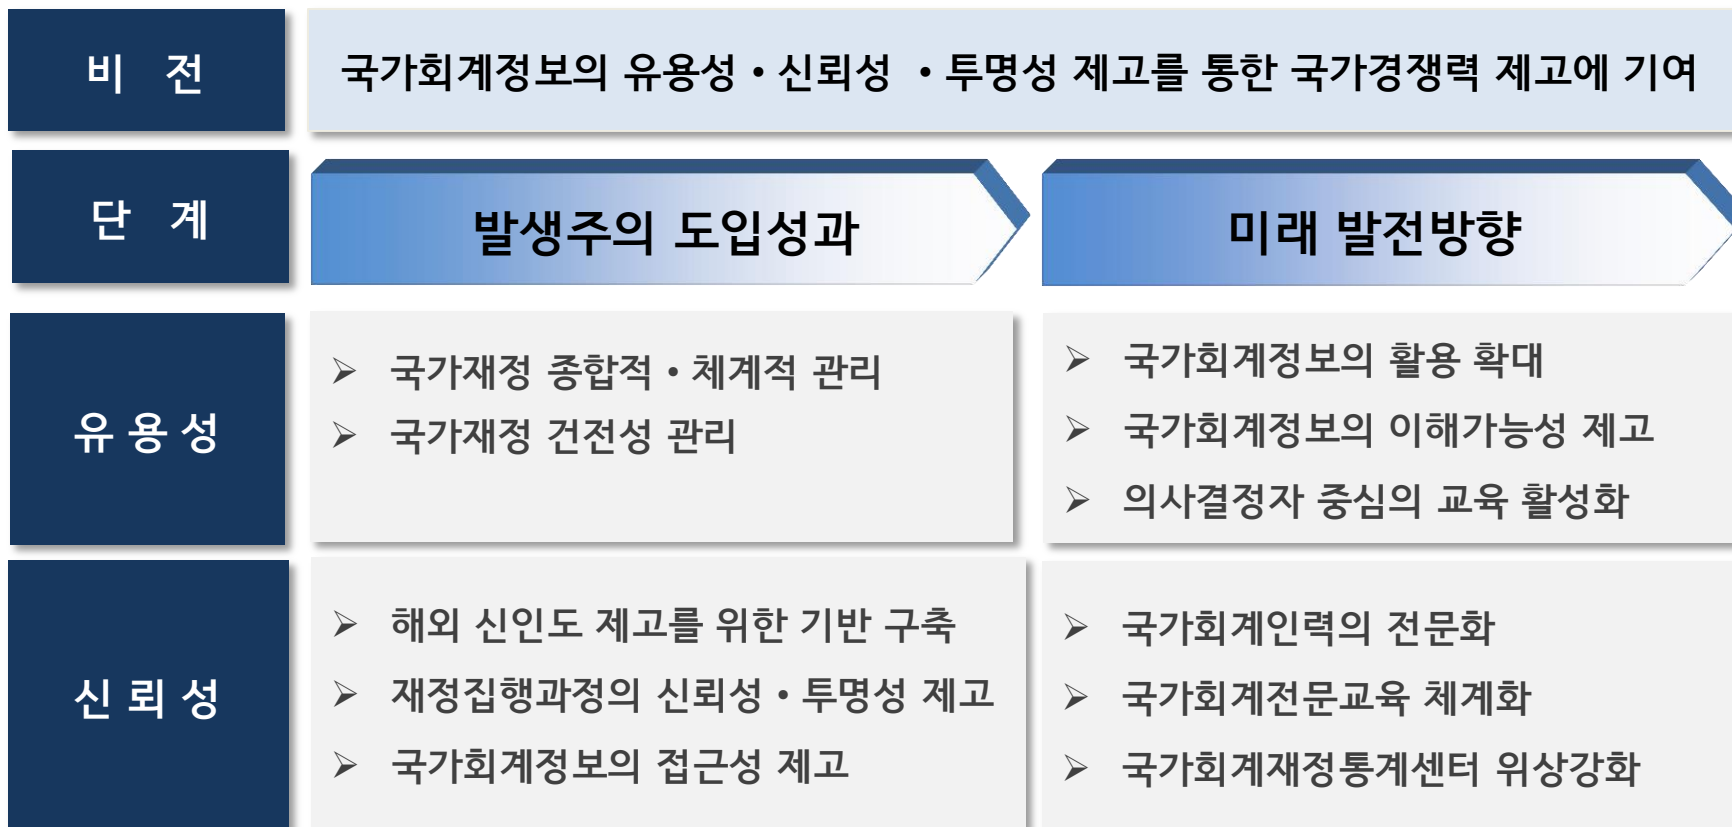 비 전
국가회계정보의 유용성 • 신뢰성 • 투명성 제고를 통한 국가경쟁력 제고에 기여
단 계
발생주의 도입성과
미래 발전방향
유 용 성
➢ 국가재정 종합적 • 체계적 관리
➢ 국가재정 건전성 관리
➢ 국가회계정보의 활용 확대
➢ 국가회계정보의 이해가능성 제고
➢ 의사결정자 중심의 교육 활성화
신 뢰 성
➢ 해외 신인도 제고를 위한 기반 구축
➢ 재정집행과정의 신뢰성 • 투명성 제고
➢ 국가회계정보의 접근성 제고
➢ 국가회계인력의 전문화
➢ 국가회계전문교육 체계화
➢ 국가회계재정통계센터 위상강화